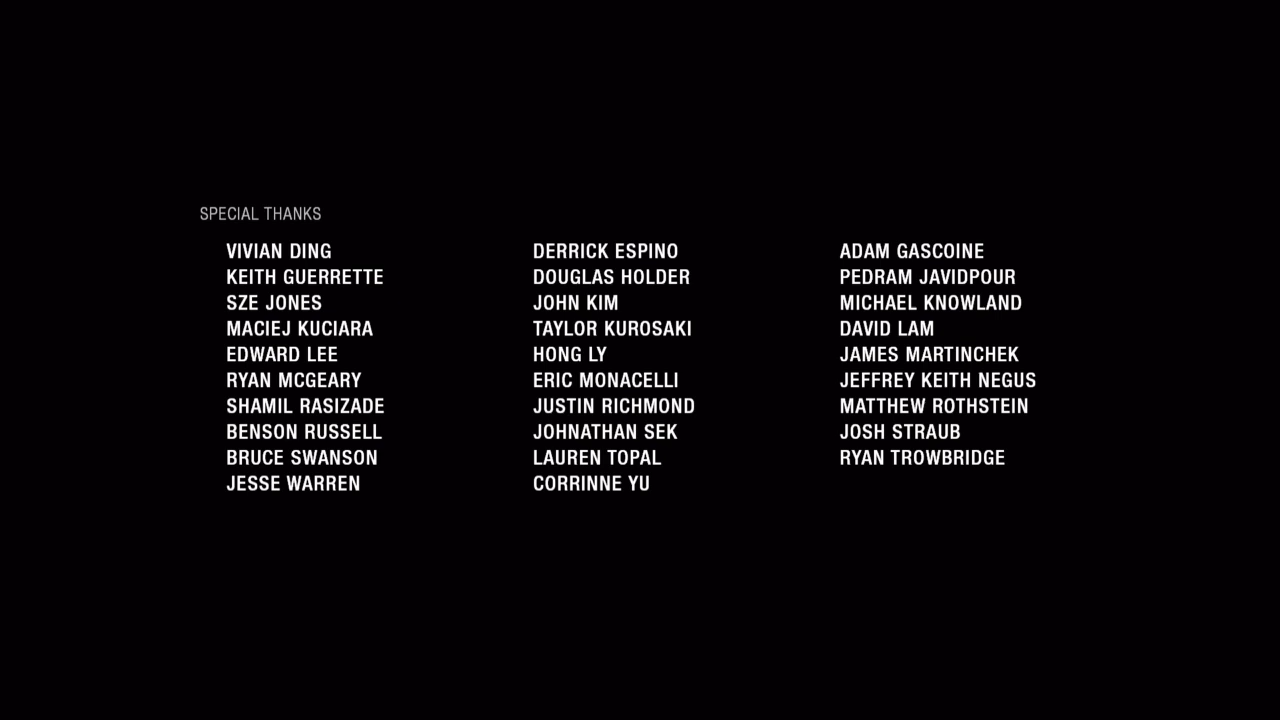 SPECIAL THANKS
VIVIAN DING
KEITH GUERRETTE
SZE JONES
MACIEJ KUCIARA
EDWARD LEE
RYAN MCGEARY
SHAMIL RASIZADE
BENSON RUSSELL
BRUCE SWANSON
JESSE WARREN
DERRICK ESPINO
DOUGLAS HOLDER
JOHN KIM
TAYLOR KUROSAKI
HONG LY
ERIC MONACELLI
JUSTIN RICHMOND
JOHNATHAN SEK
LAUREN TOPAL
CORRINNE YU
ADAM GASCOINE
PEDRAM JAVIDPOUR
MICHAEL KNOWLAND
DAVID LAM
JAMES MARTINCHEK
JEFFREY KEITH NEGUS
MATTHEW ROTHSTEIN
JOSH STRAUB
RYAN TROWBRIDGE